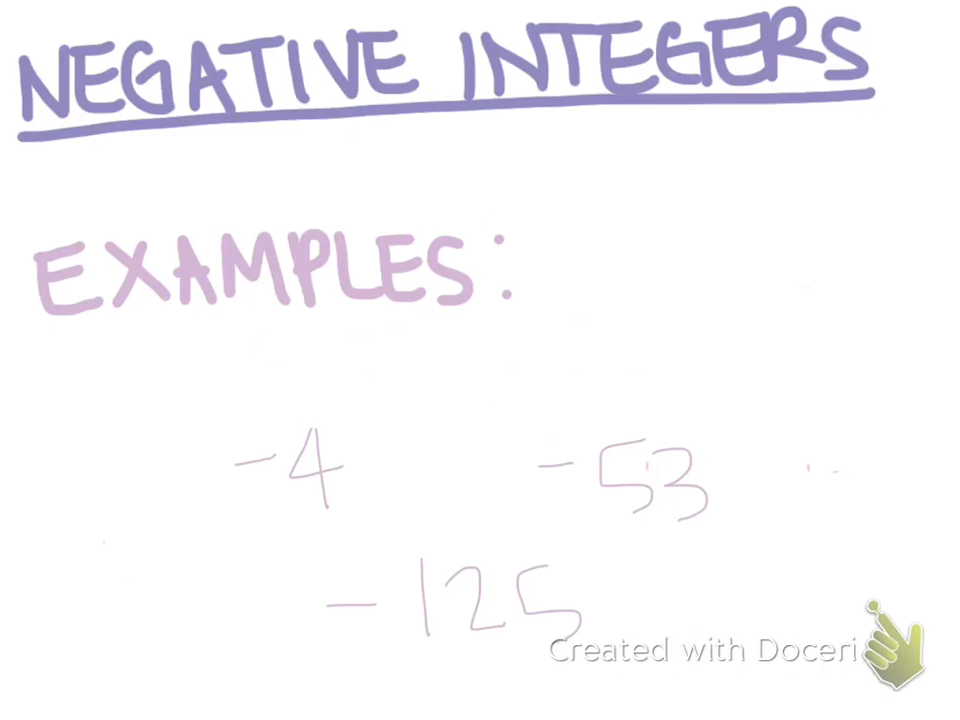 NEGATIVE INTEGERS
EXAMPLES:
-4 -53
-125
Created with Doceri